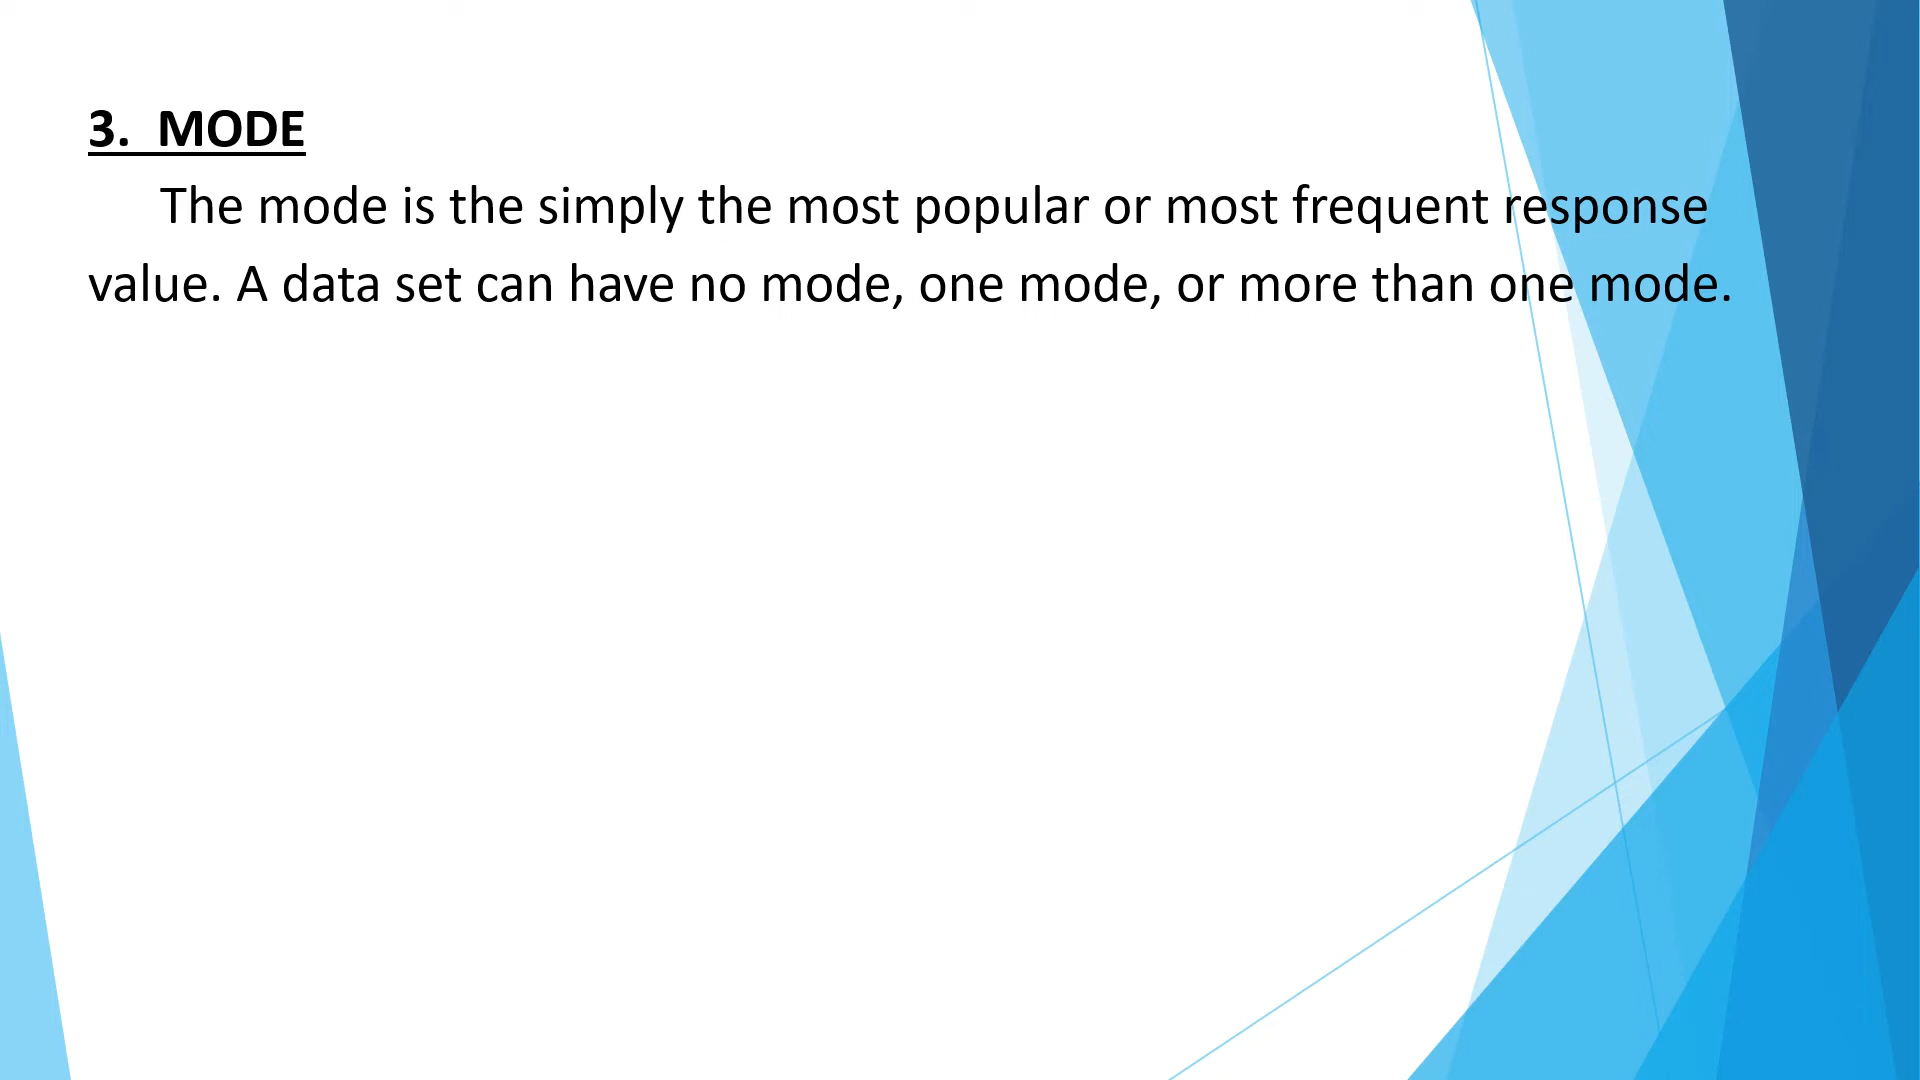 3. MODE
The mode is the simply the most popular or most frequent response
value. A data set can have no mode, one mode, or more than one mode.